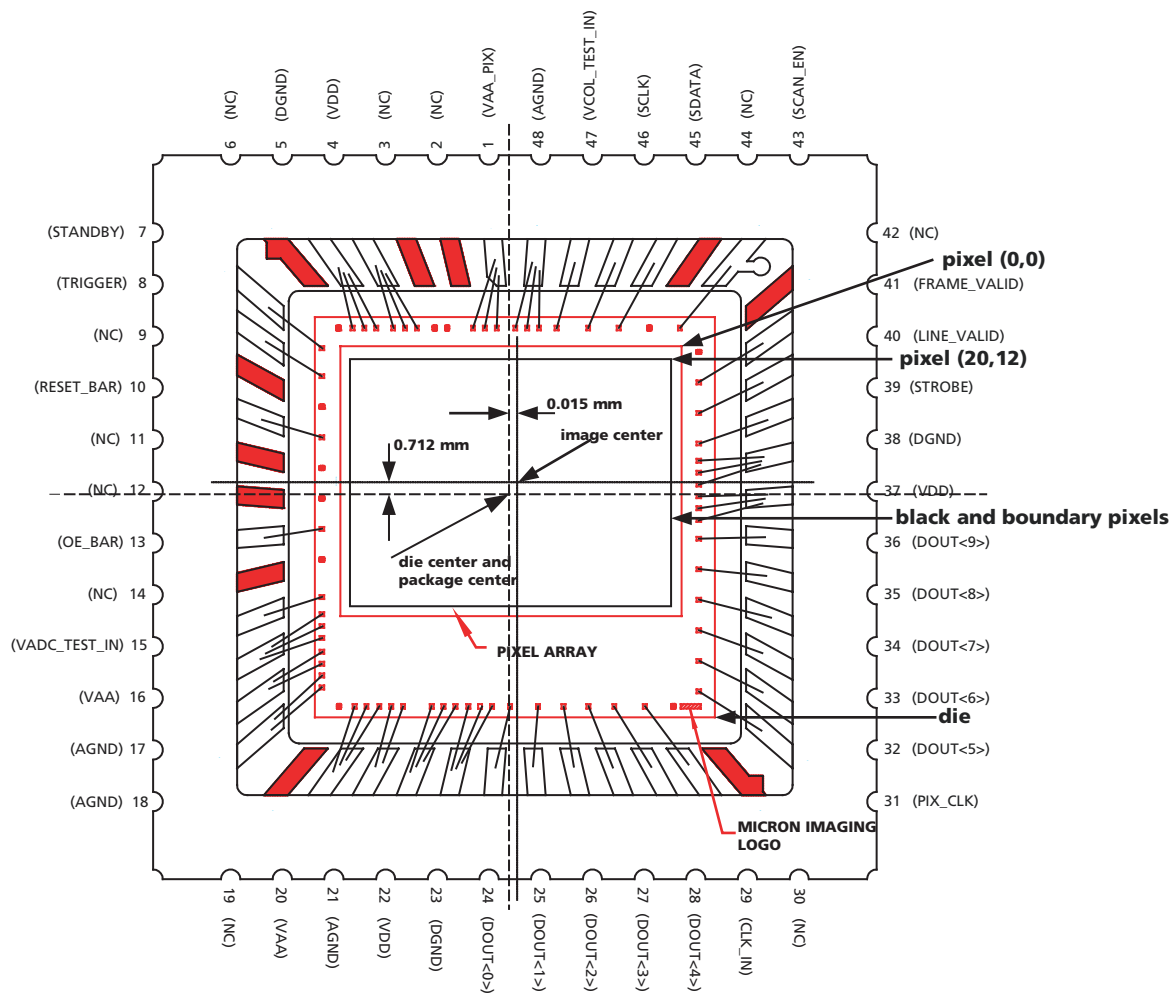 6 (NC)
5 (DGND)
4 (VDD)
3 (NC)
2 (NC)
1 (VAA_PIX)
48 (AGND)
47 (VCOL_TEST_IN)
46 (SCLK)
45 (SDATA)
44 (NC)
43 (SCAN_EN)
(STANDBY) 7
(TRIGGER) 8
(NC) 9
(RESET_BAR) 10
(NC) 11
(NC) 12
(OE_BAR) 13
(NC) 14
(VADC_TEST_IN) 15
(VAA) 16
(AGND) 17
(AGND) 18
42 (NC)
pixel (0,0)
41 (FRAME_VALID)
40 (LINE_VALID)
pixel (20,12)
39 (STROBE)
38 (DGND)
37 (VDD)
black and boundary pixels
36 (DOUT<9>)
35 (DOUT<8>)
34 (DOUT<7>)
33 (DOUT<6>)
die
32 (DOUT<5>)
31 (PIX_CLK)
0.015 mm
image center
0.712 mm
die center and
package center
PIXEL ARRAY
MICRON IMAGING
LOGO
19 (NC)
20 (VAA)
21 (AGND)
22 (VDD)
23 (DGND)
24 (DOUT<0>)
25 (DOUT<1>)
26 (DOUT<2>)
27 (DOUT<3>)
28 (DOUT<4>)
29 (CLK_IN)
30 (NC)